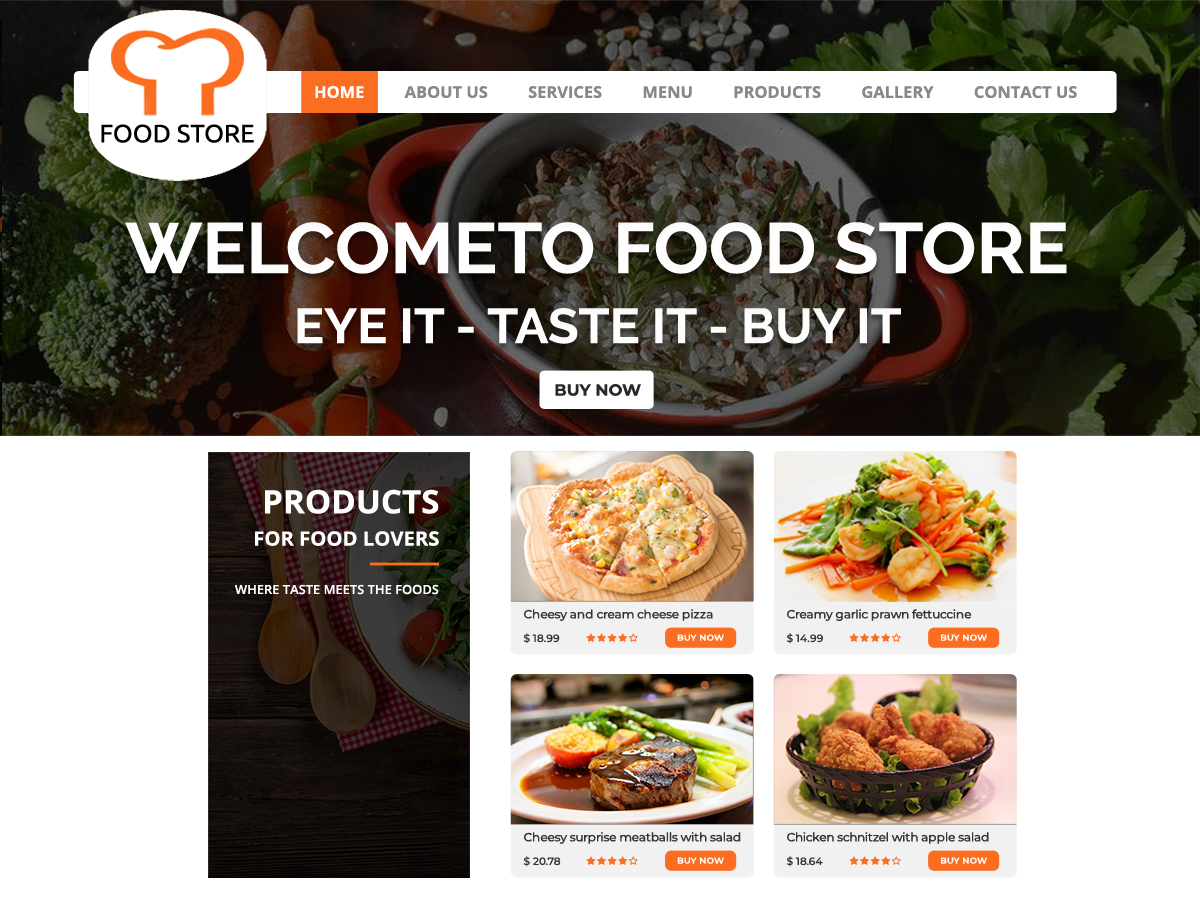 FOOD STORE
HOME ABOUT US SERVICES MENU PRODUCTS GALLERY CONTACT US
WELCOMETO FOOD STORE
EYE IT - TASTE IT - BUY IT
BUY NOW
PRODUCTS
FOR FOOD LOVERS
WHERE TASTE MEETS THE FOODS
Cheesy and cream cheese pizza
$ 18.99 BUY NOW
Creamy garlic prawn fettuccine
$ 14.99 BUY NOW
Cheesy surprise meatballs with salad
$ 20.78 BUY NOW
Chicken schnitzel with apple salad
$ 18.64 BUY NOW